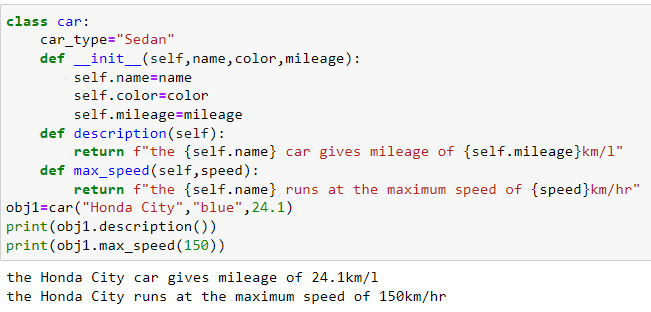 class car:
    car_type="Sedan"
    def __init__(self,name,color,mileage):
        self.name=name
        self.color=color
        self.mileage=mileage
    def description(self):
        return f"the {self.name} car gives mileage of {self.mileage}km/l"
    def max_speed(self,speed):
        return f"the {self.name} runs at the maximum speed of {speed}km/hr"
obj1=car("Honda City","blue",24.1)
print(obj1.description())
print(obj1.max_speed(150))
the Honda City car gives mileage of 24.1km/l
the Honda City runs at the maximum speed of 150km/hr